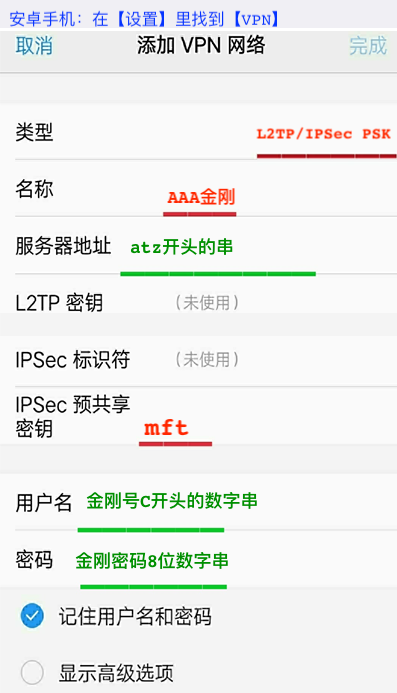 安卓手机：在【设置】里找到【VPN】
取消 添加 VPN 网络 完成
类型 L2TP/IPSec PSK
名称 AAA金刚
服务器地址 atz开头的串
L2TP 密钥 （未使用）
IPSec 标识符 （未使用）
IPSec 预共享
密钥 mft
用户名 金刚号C开头的数字串
密码 金刚密码8位数字串
记住用户名和密码
显示高级选项